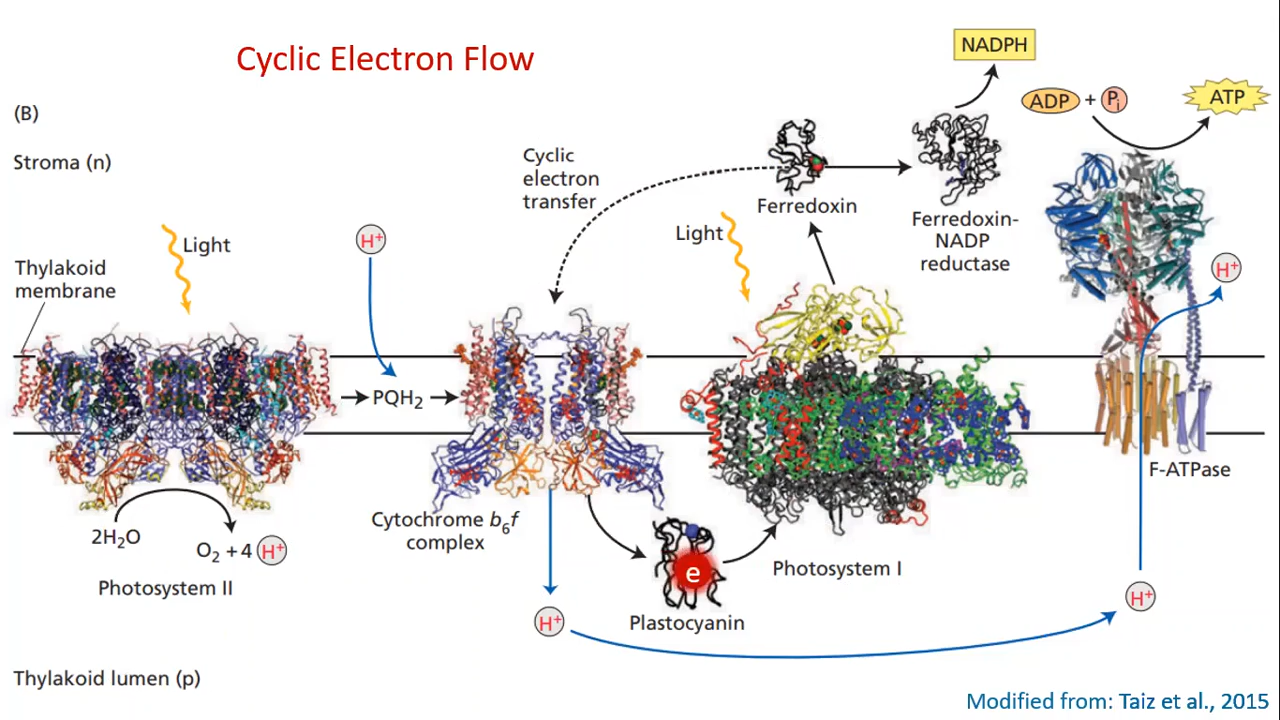 Cyclic Electron Flow
NADPH
ADP + Pi
ATP
(B)
Stroma (n)
Cyclic
electron
transfer
Ferredoxin
Ferredoxin-
NADP
reductase
Light
H+
Light
H+
Thylakoid
membrane
PQH2
F-ATPase
Cytochrome b6f
complex
2H2O
O2 + 4 H+
Photosystem II
e
Photosystem I
H+
Plastocyanin
H+
Thylakoid lumen (p)
Modified from: Taiz et al., 2015